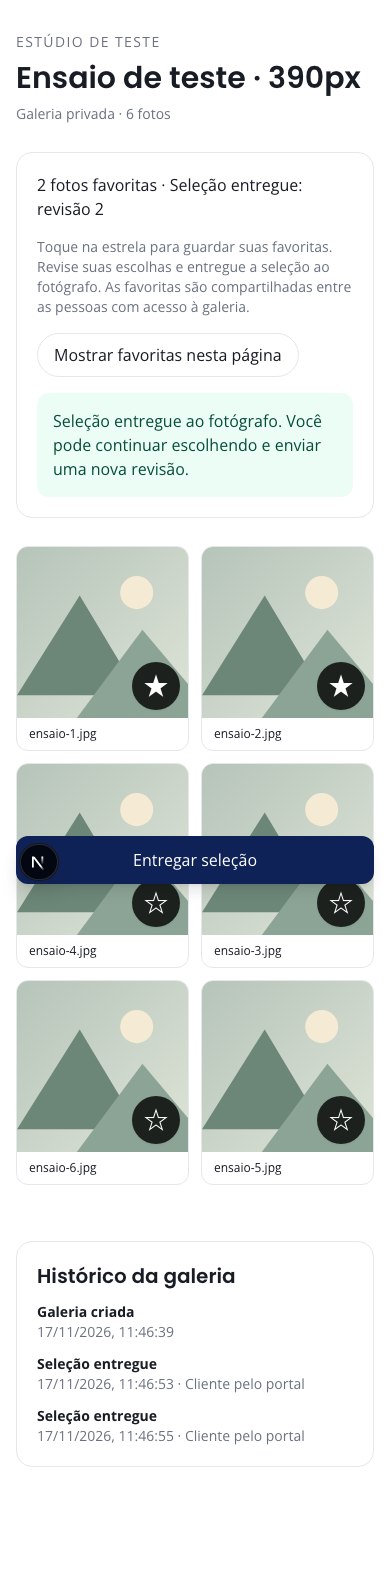 ESTÚDIO DE TESTE
Ensaio de teste · 390px
Galeria privada · 6 fotos
2 fotos favoritas · Seleção entregue:
revisão 2
Toque na estrela para guardar suas favoritas.
Revise suas escolhas e entregue a seleção ao
fotógrafo. As favoritas são compartilhadas entre
as pessoas com acesso à galeria.
Mostrar favoritas nesta página
Seleção entregue ao fotógrafo. Você
pode continuar escolhendo e enviar
uma nova revisão.
ensaio-1.jpg
ensaio-2.jpg
N
Entregar seleção
ensaio-4.jpg
ensaio-3.jpg
ensaio-6.jpg
ensaio-5.jpg
Histórico da galeria
Galeria criada
17/11/2026, 11:46:39
Seleção entregue
17/11/2026, 11:46:53 · Cliente pelo portal
Seleção entregue
17/11/2026, 11:46:55 · Cliente pelo portal